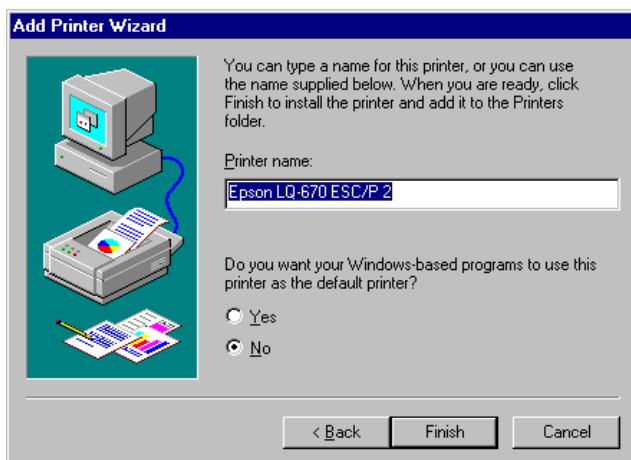 Add Printer Wizard
You can type a name for this printer, or you can use
the name supplied below. When you are ready, click
Finish to install the printer and add it to the Printers
folder.
Printer name:
Epson LQ-670 ESC/P 2
Do you want your Windows-based programs to use this
printer as the default printer?
Yes
No
< Back
Finish
Cancel